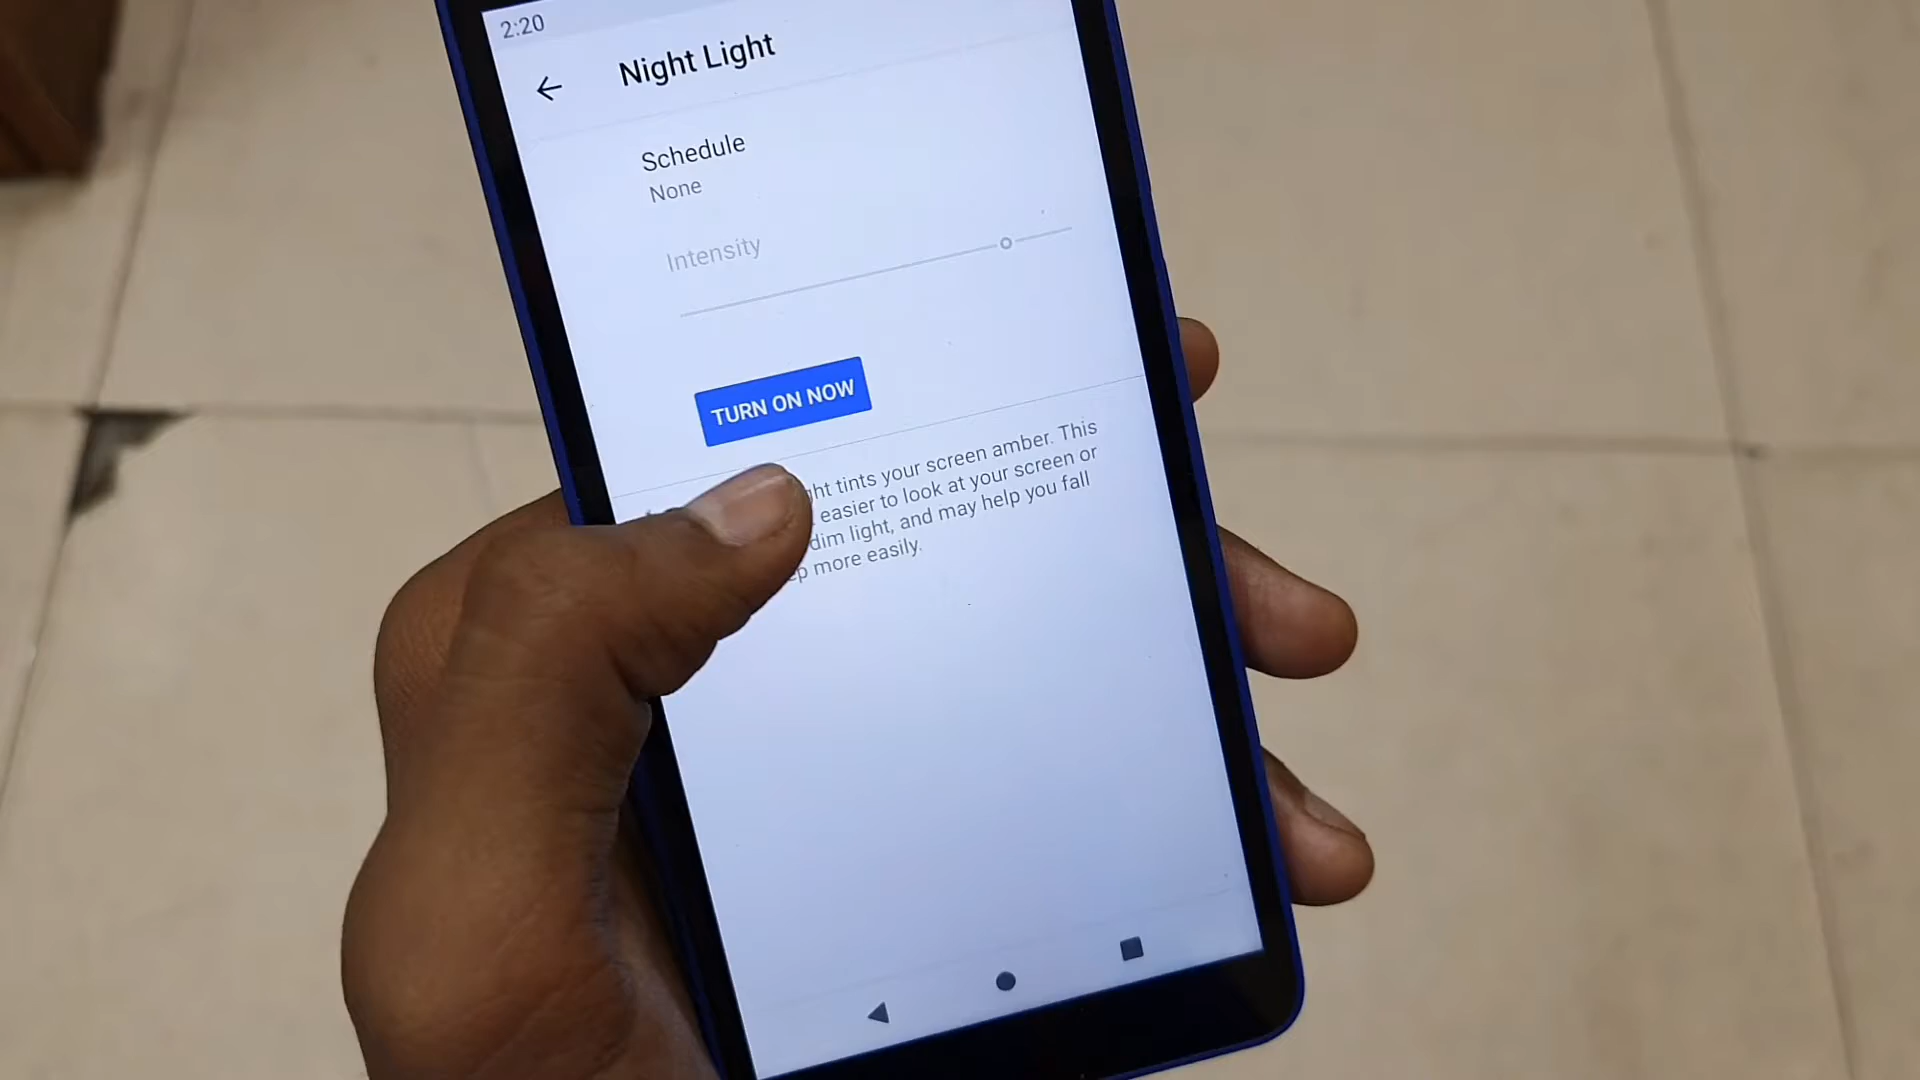 2:20
Night Light
Schedule
None
Intensity
TURN ON NOW
tints your screen amber. This
easier to look at your screen or
dim light, and may help you fall
more easily.